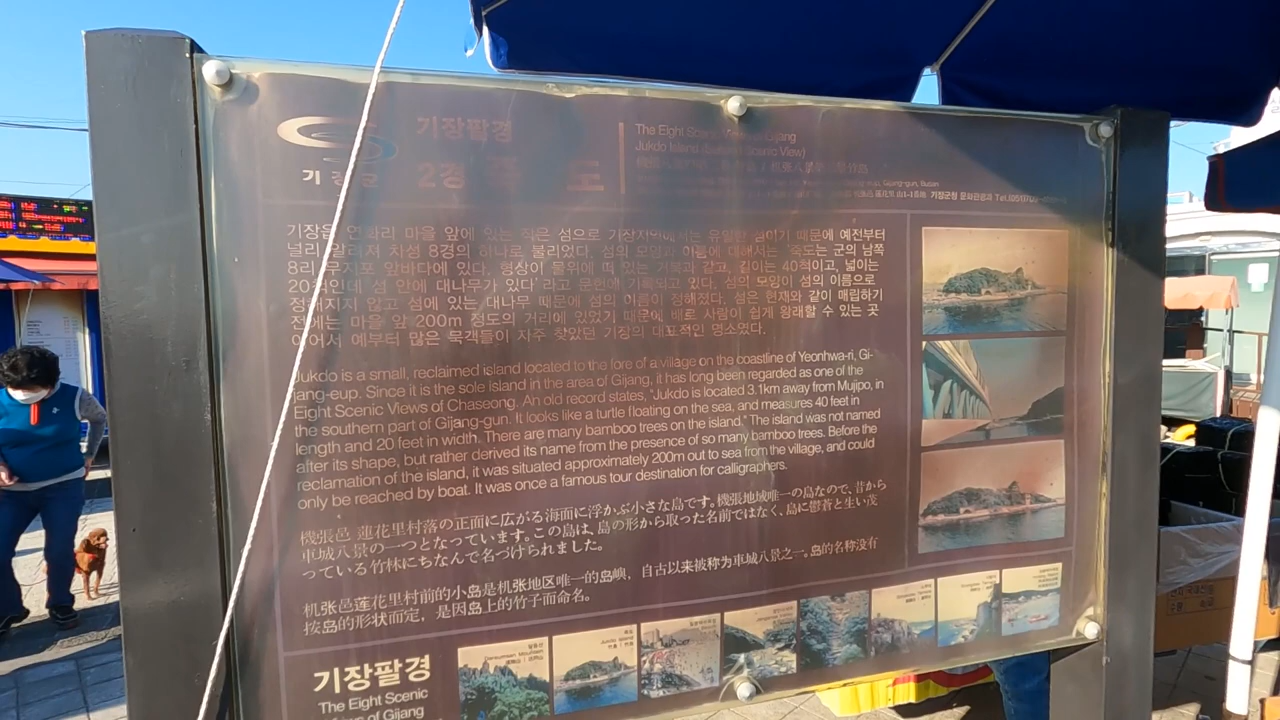 기장팔경
기장군
2경 죽 도
The Eight Scenic Views of Gijang
Jukdo Island (Second Scenic View)
기장군청 문화관광과
기장읍 연화리 마을 앞에 있는 작은 섬으로 기장지역에서는 유일한 섬이기 때문에 예전부터
널리 알려져 차성 8경의 하나로 불리었다. 섬의 모양과 이름에 대해서는 '죽도는 군의 남쪽
8리 무지포 앞바다에 있다. 형상이 물위에 떠 있는 거북과 같고, 길이는 40척이고, 넓이는
20척인데 섬 안에 대나무가 있다' 라고 문헌에 기록되고 있다. 섬의 모양이 섬의 이름으로
정해지지 않고 섬에 있는 대나무 때문에 섬의 이름이 정해졌다. 섬은 현재와 같이 매립하기
전에는 마을 앞 200m 정도의 거리에 있었기 때문에 배로 사람이 쉽게 왕래할 수 있는 곳
이어서 예부터 많은 묵객들이 자주 찾았던 기장의 대표적인 명소였다.
Jukdo is a small, reclaimed island located to the fore of a village on the coastline of Yeonhwa-ri, Gi-
jang-eup. Since it is the sole island in the area of Gijang, it has long been regarded as one of the
Eight Scenic Views of Chaseong. An old record states, "Jukdo is located 3.1km away from Mujipo, in
the southern part of Gijang-gun. It looks like a turtle floating on the sea, and measures 40 feet in
length and 20 feet in width. There are many bamboo trees on the island." The island was not named
after its shape, but rather derived its name from the presence of so many bamboo trees. Before the
reclamation of the island, it was situated approximately 200m out to sea from the village, and could
only be reached by boat. It was once a famous tour destination for calligraphers.
機張邑 蓮花里村落の正面に広がる海面に浮かぶ小さな島です。機張地域唯一の島なので、昔から
車城八景の一つとなっています。この島は、島の形から取った名前ではなく、島に鬱蒼と生い茂
っている竹林にちなんで名づけられました。
机张邑莲花里村前的小岛是机张地区唯一的岛屿，自古以来被称为车城八景之一。岛的名称没有
按岛的形状而定，是因岛上的竹子而命名。
기장팔경
The Eight Scenic
Views of Gijang
Jukdo Island